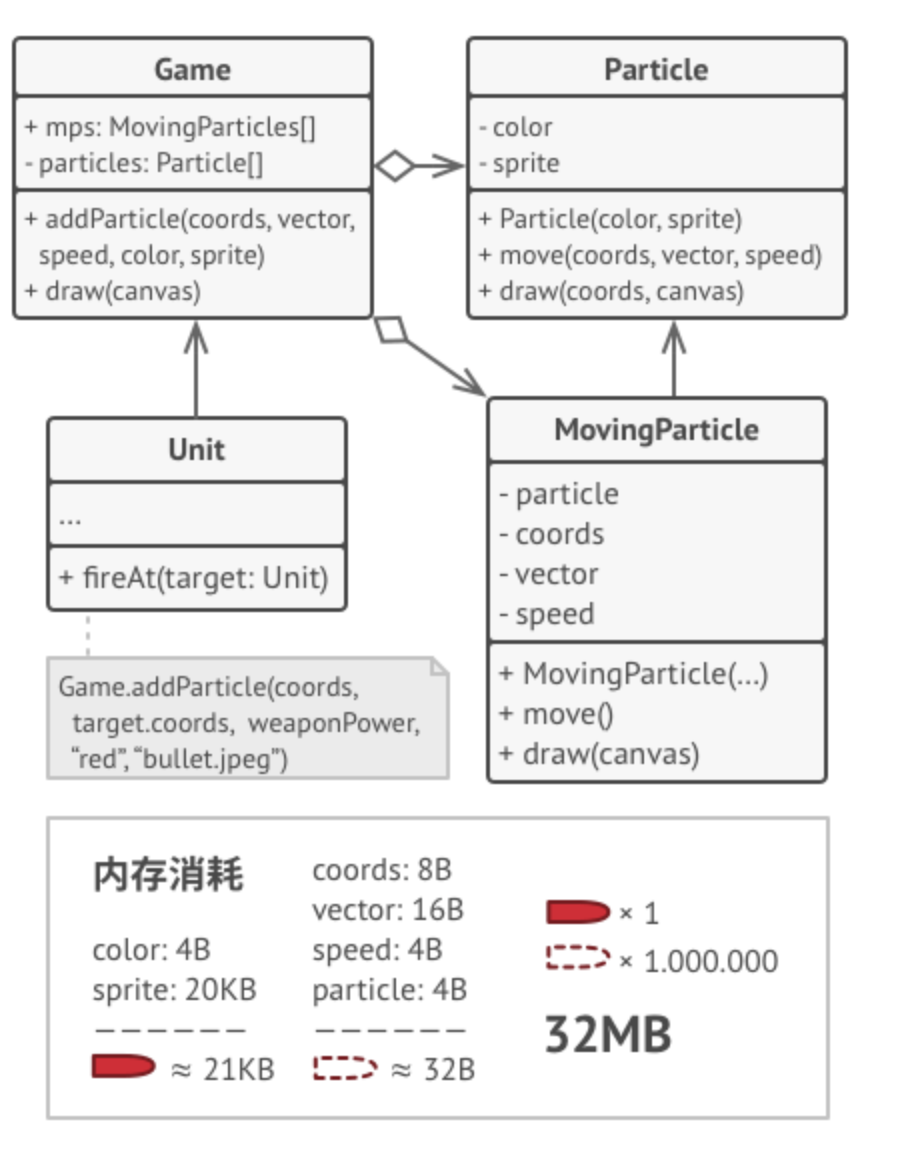 Game
+ mps: MovingParticles[]
- particles: Particle[]
+ addParticle(coords, vector,
speed, color, sprite)
+ draw(canvas)
Particle
- color
- sprite
+ Particle(color, sprite)
+ move(coords, vector, speed)
+ draw(coords, canvas)
Unit
...
+ fireAt(target: Unit)
Game.addParticle(coords,
target.coords, weaponPower,
“red”, “bullet.jpeg”)
MovingParticle
- particle
- coords
- vector
- speed
+ MovingParticle(...)
+ move()
+ draw(canvas)
内存消耗
color: 4B
sprite: 20KB
––––––
≈ 21KB
coords: 8B
vector: 16B
speed: 4B
particle: 4B
––––––
≈ 32B
× 1
× 1.000.000
32MB